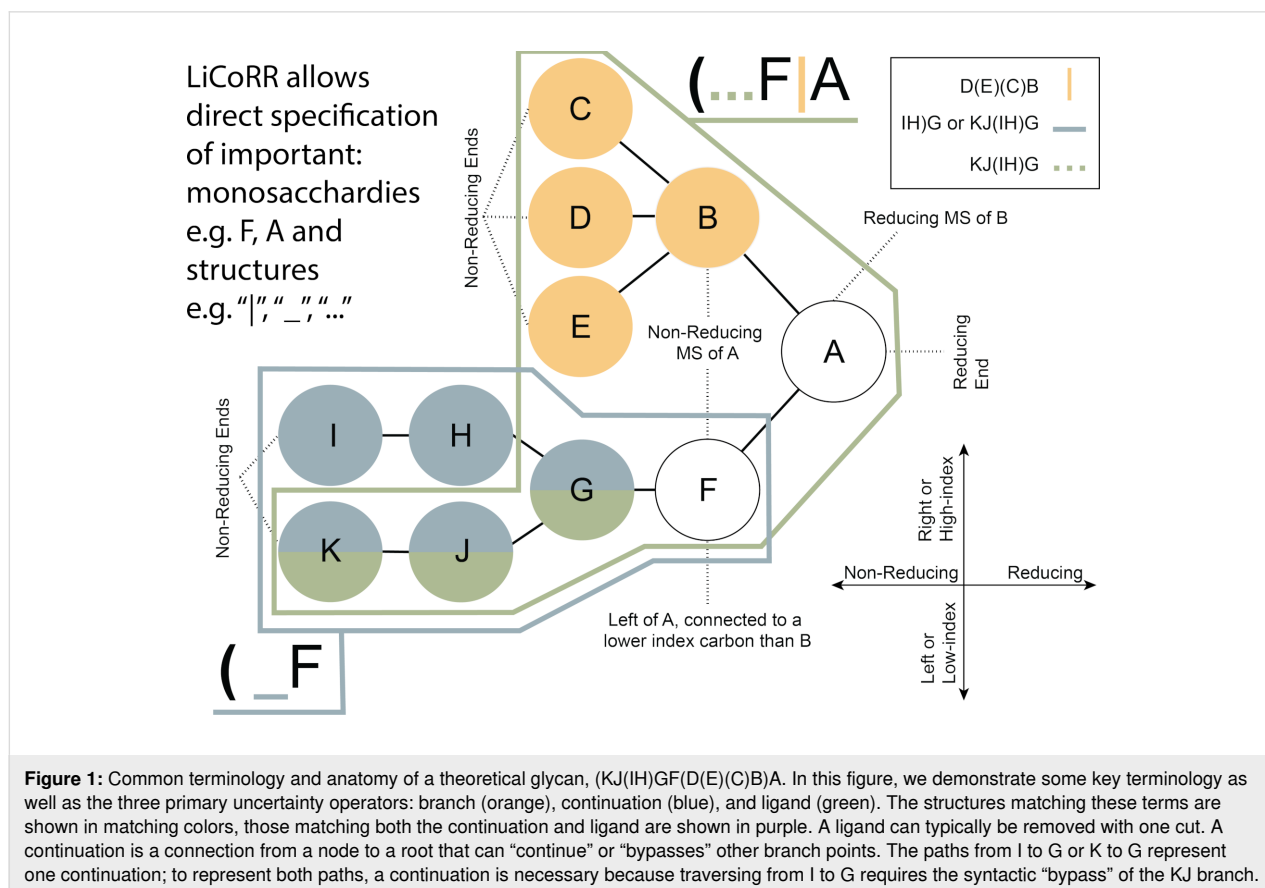 LiCoRR allows
direct specification
of important:
monosacchardies
e.g. F, A and
structures
e.g. “|”, “_”, “...”
(...F|A
D(E)(C)B
IH)G or KJ(IH)G
KJ(IH)G
Non-Reducing Ends
C
D
B
E
Reducing MS of B
Non-Reducing
MS of A
A
Reducing
End
Non-Reducing Ends
I
H
G
F
K
J
Left of A, connected to a
lower index carbon than B
Right or
High-index
Non-Reducing
Reducing
Left or
Low-index
(_F
Figure 1: Common terminology and anatomy of a theoretical glycan, (KJ(IH)GF(D(E)(C)B)A. In this figure, we demonstrate some key terminology as
well as the three primary uncertainty operators: branch (orange), continuation (blue), and ligand (green). The structures matching these terms are
shown in matching colors, those matching both the continuation and ligand are shown in purple. A ligand can typically be removed with one cut. A
continuation is a connection from a node to a root that can “continue” or “bypasses” other branch points. The paths from I to G or K to G represent
one continuation; to represent both paths, a continuation is necessary because traversing from I to G requires the syntactic “bypass” of the KJ branch.